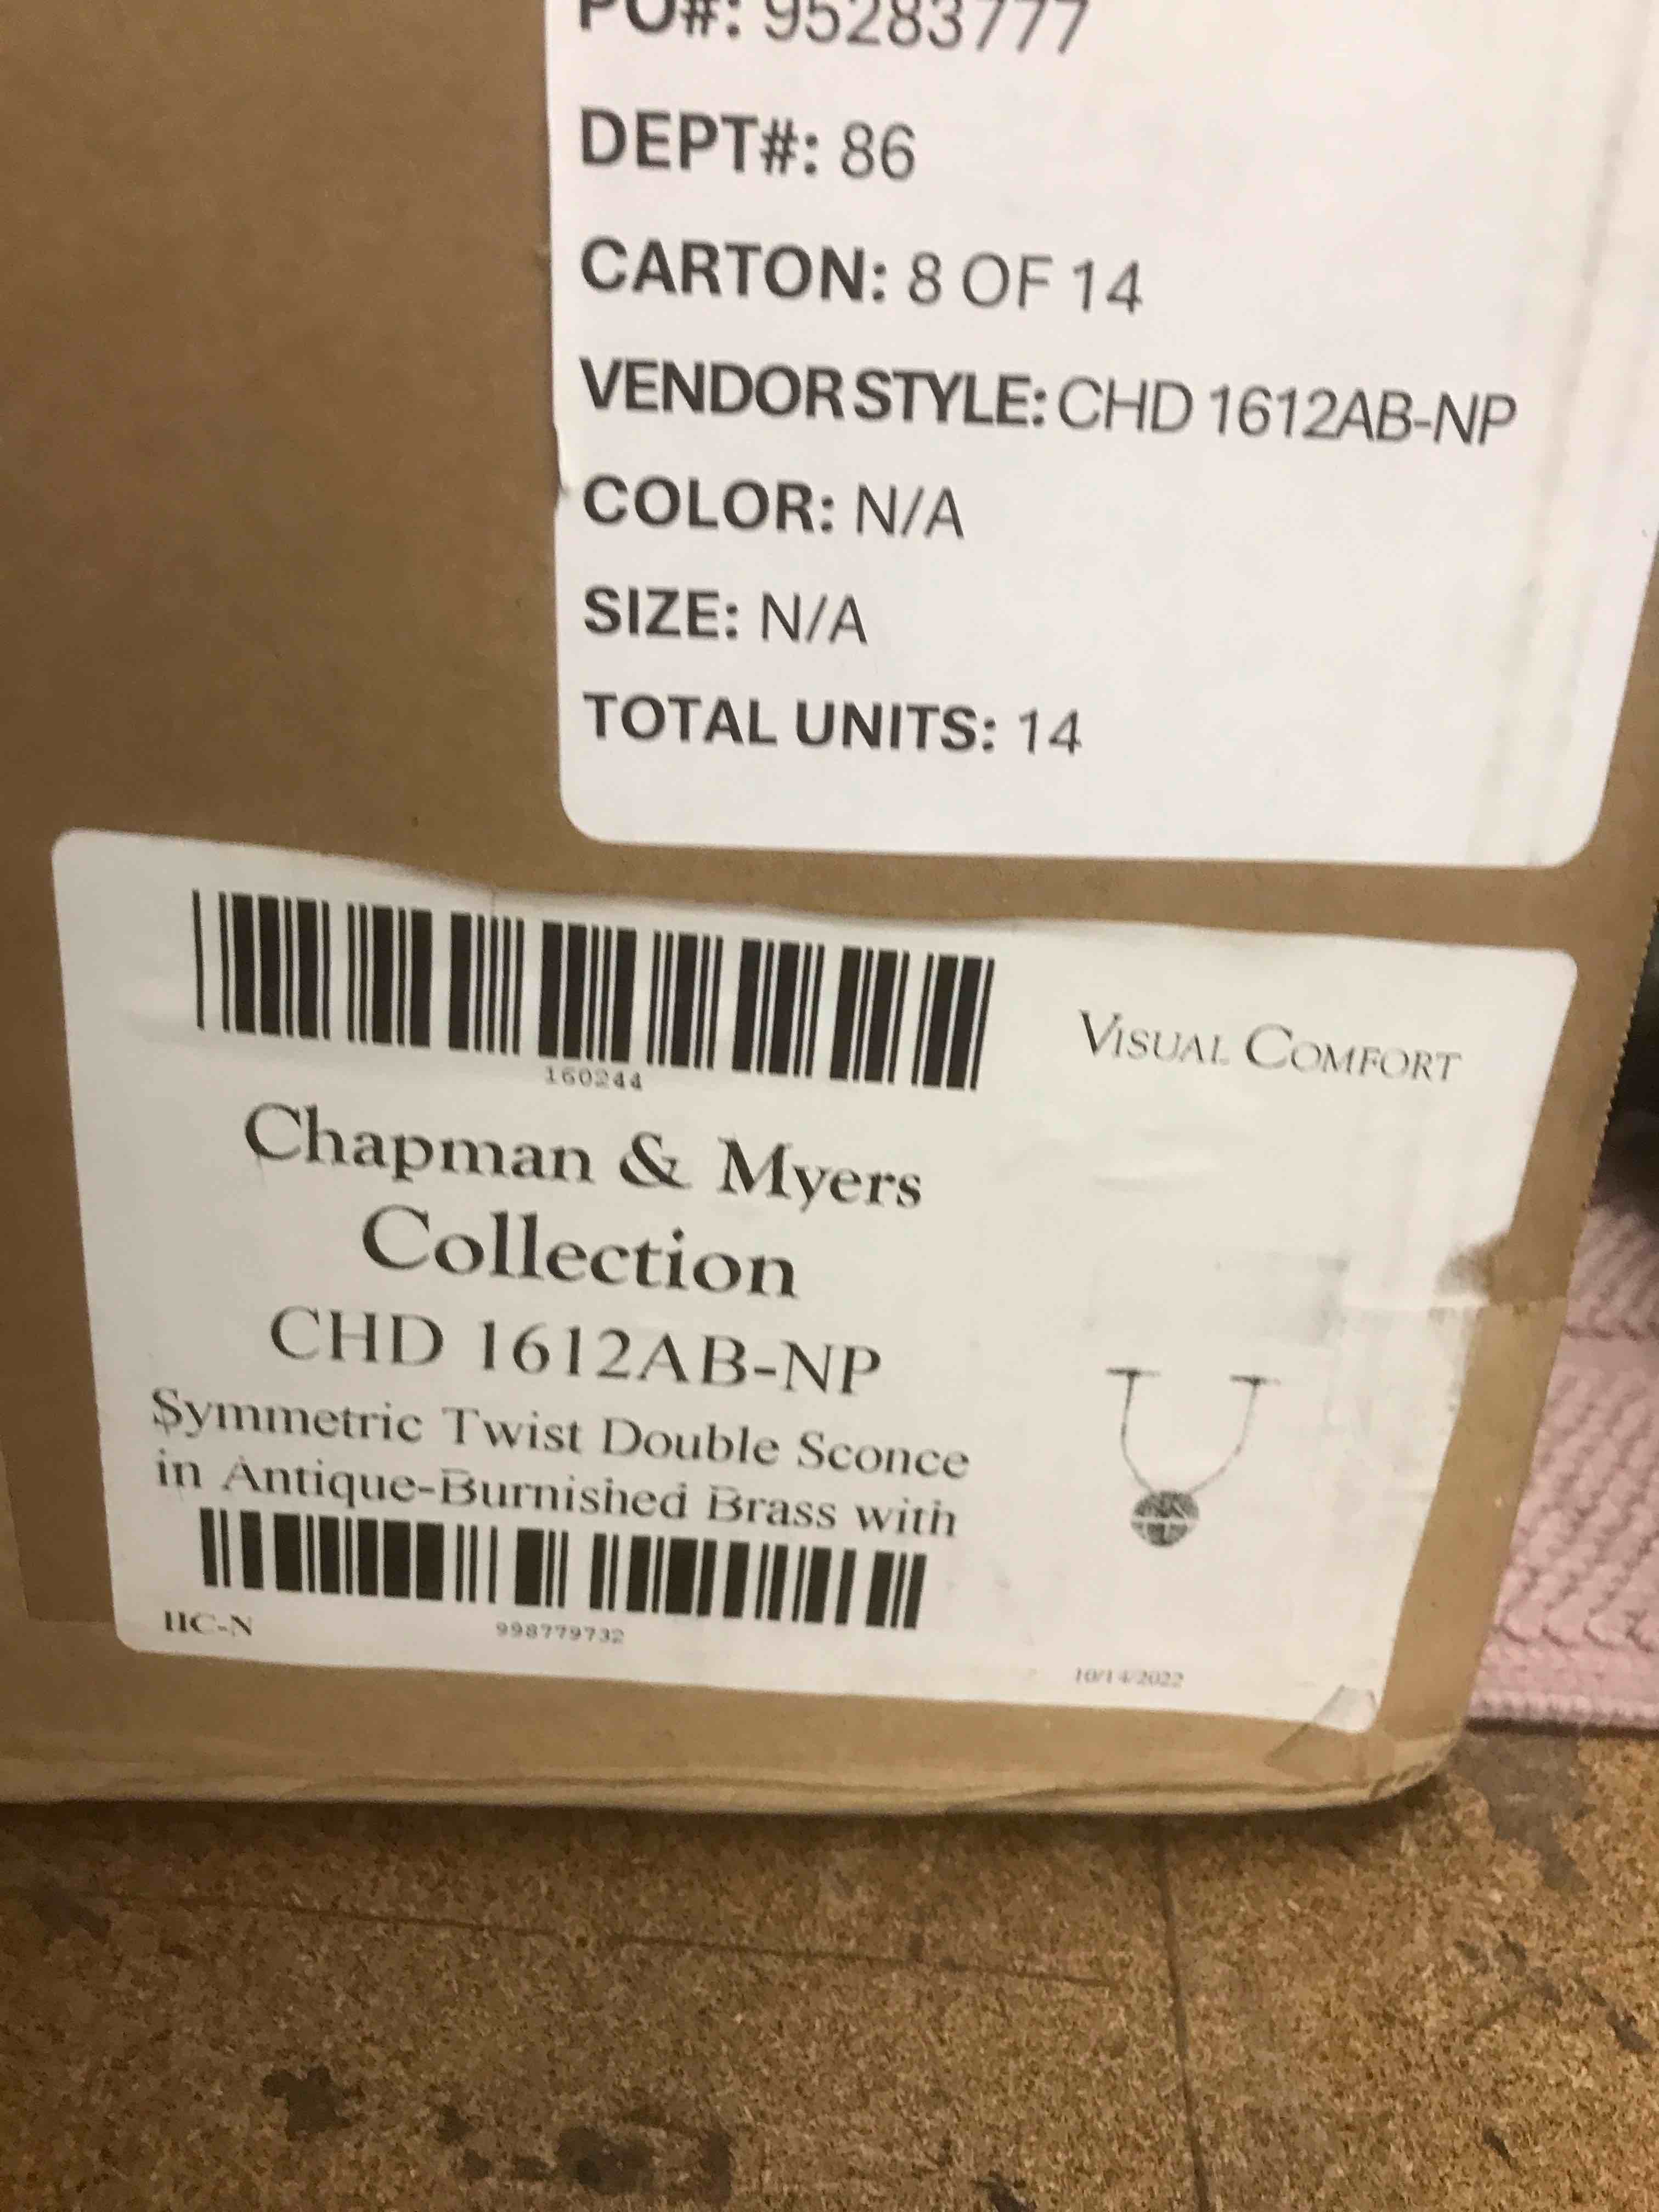 PO#: 95283777
DEPT#: 86
CARTON: 8 OF 14
VENDOR STYLE: CHD 1612AB-NP
COLOR: N/A
SIZE: N/A
TOTAL UNITS: 14
160244
VISUAL COMFORT
Chapman & Myers
Collection
CHD 1612AB-NP
Symmetric Twist Double Sconce
in Antique-Burnished Brass with
IIC-N
998779732
10/14/2022